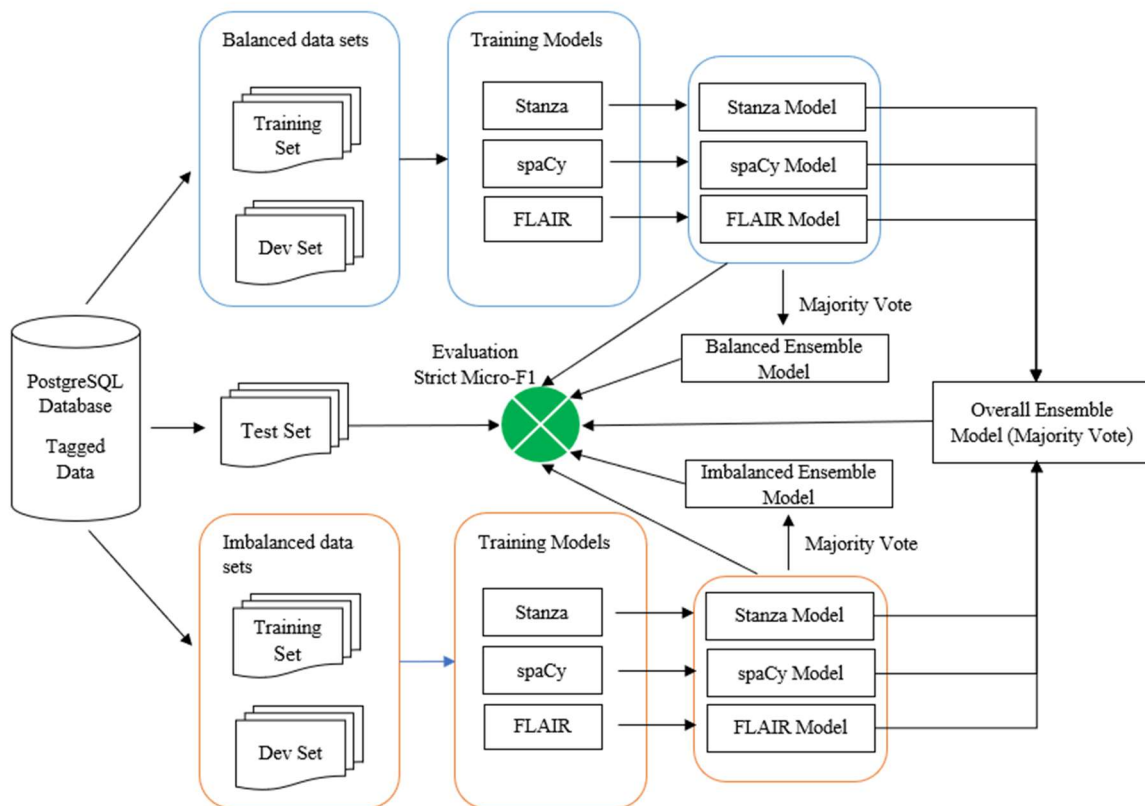 Balanced data sets
Training
Set
Dev Set
Training Models
Stanza
spaCy
FLAIR
Stanza Model
spaCy Model
FLAIR Model
Majority Vote
Balanced Ensemble
Model
Evaluation
Strict Micro-F1
PostgreSQL
Database
Tagged
Data
Test Set
Overall Ensemble
Model (Majority Vote)
Imbalanced Ensemble
Model
Majority Vote
Imbalanced data
sets
Training
Set
Dev Set
Training Models
Stanza
spaCy
FLAIR
Stanza Model
spaCy Model
FLAIR Model